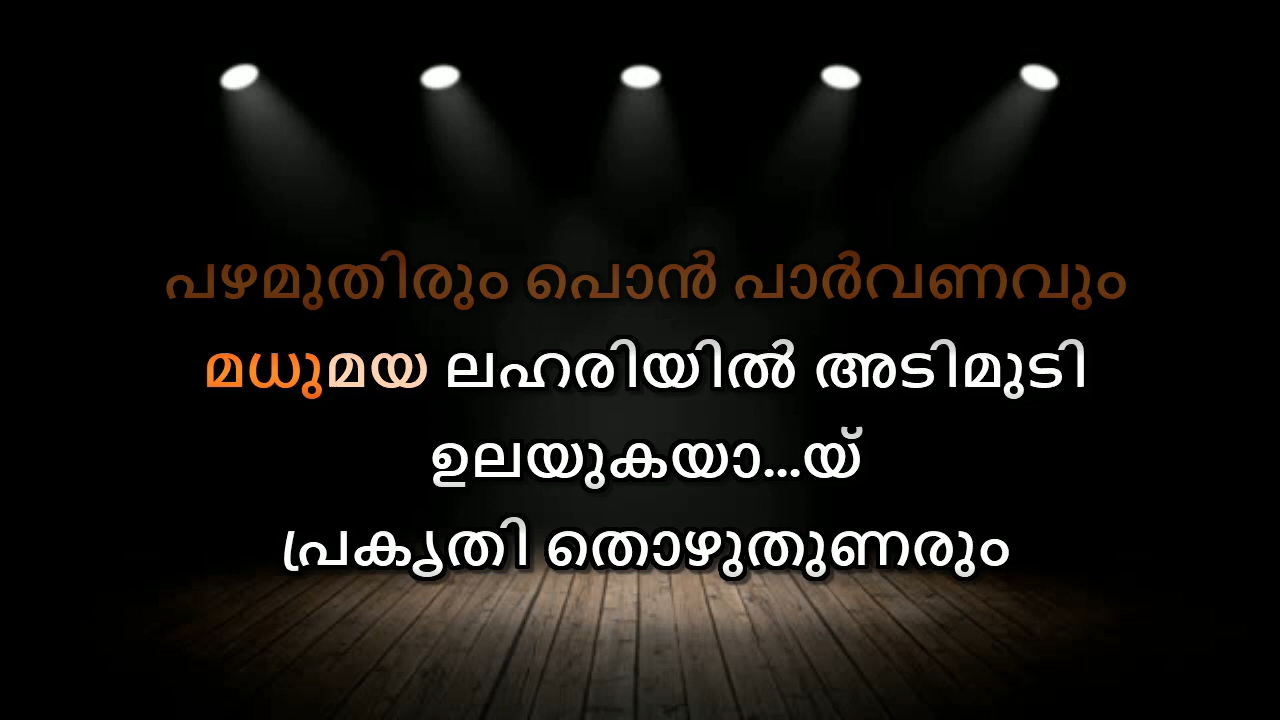 പഴമുതിരും പൊൻ പാർവണവും
മധുമയ ലഹരിയിൽ അടിമുടി
ഉലയുകയാ...യ്
പ്രകൃതി തൊഴുതുണരും